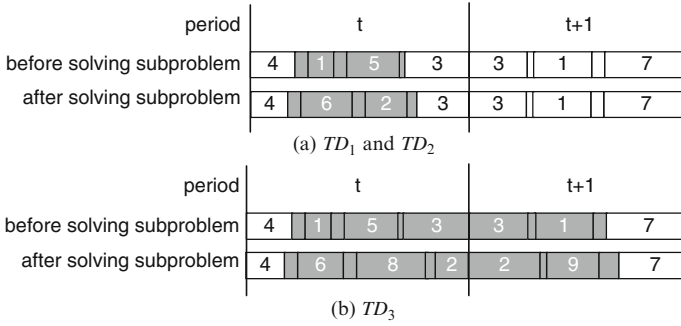 period t t+1
before solving subproblem 4 1 5 3 3 1 7
after solving subproblem 4 6 2 3 3 1 7
(a) TD1 and TD2
period t t+1
before solving subproblem 4 1 5 3 3 1 7
after solving subproblem 4 6 8 2 2 9 7
(b) TD3